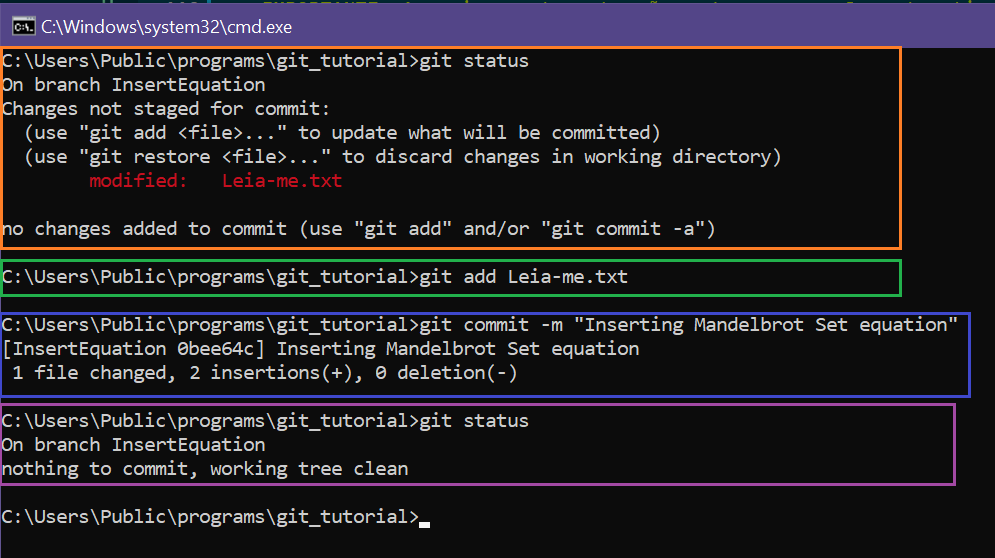 C:\Windows\system32\cmd.exe
C:\Users\Public\programs\git_tutorial>git status
On branch InsertEquation
Changes not staged for commit:
(use "git add <file>..." to update what will be committed)
(use "git restore <file>..." to discard changes in working directory)
modified: Leia-me.txt
no changes added to commit (use "git add" and/or "git commit -a")
C:\Users\Public\programs\git_tutorial>git add Leia-me.txt
C:\Users\Public\programs\git_tutorial>git commit -m "Inserting Mandelbrot Set equation"
[InsertEquation 0bee64c] Inserting Mandelbrot Set equation
1 file changed, 2 insertions(+), 0 deletion(-)
C:\Users\Public\programs\git_tutorial>git status
On branch InsertEquation
nothing to commit, working tree clean
C:\Users\Public\programs\git_tutorial>